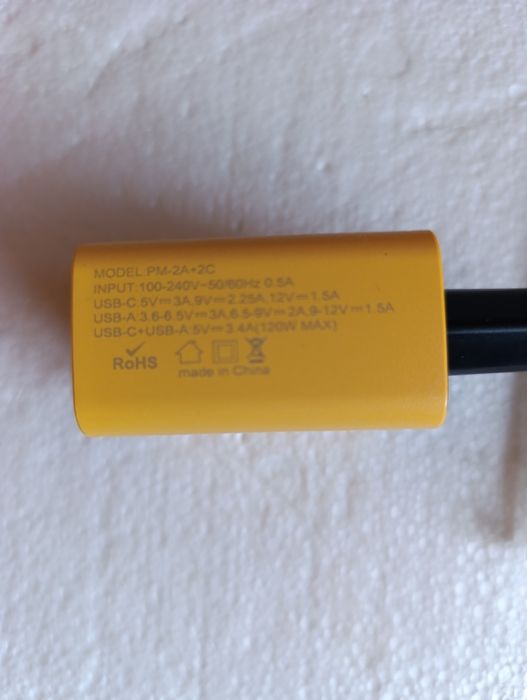 MODEL:PM-2A+2C
INPUT:100-240V~50/60Hz 0.5A
USB-C:5V⎓3A,9V⎓2.25A,12V⎓1.5A
USB-A:3.6-6.5V⎓3A,6.5-9V⎓2A,9-12V⎓1.5A
USB-C+USB-A:5V⎓3.4A(120W MAX)
RoHS
made in China